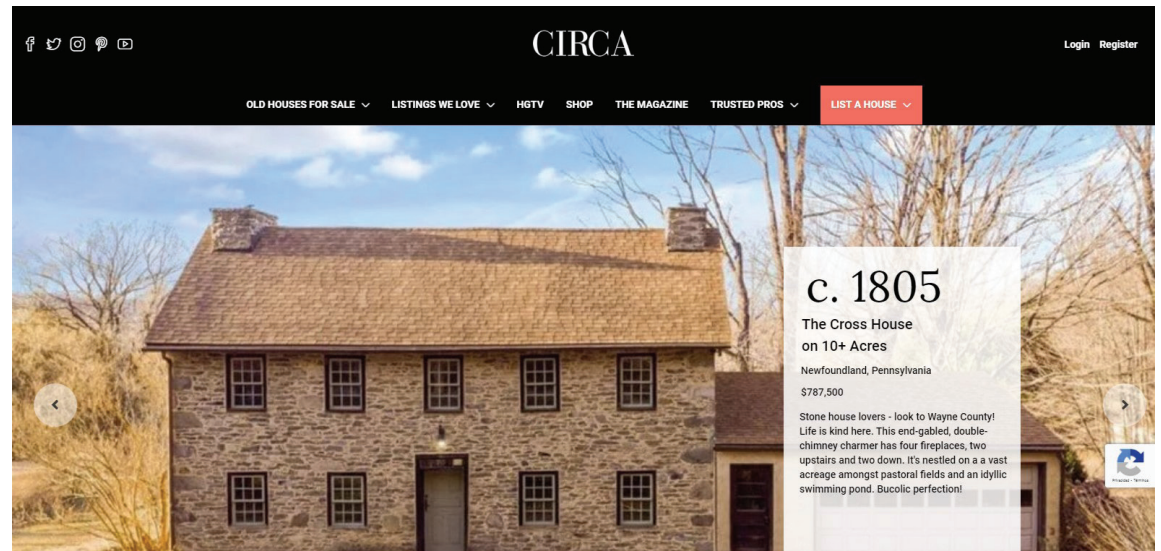 CIRCA
Login Register
OLD HOUSES FOR SALE LISTINGS WE LOVE HGTV SHOP THE MAGAZINE TRUSTED PROS LIST A HOUSE
c. 1805
The Cross House
on 10+ Acres
Newfoundland, Pennsylvania
$787,500
Stone house lovers - look to Wayne County!
Life is kind here. This end-gabled, double-
chimney charmer has four fireplaces, two
upstairs and two down. It's nestled on a a vast
acreage amongst pastoral fields and an idyllic
swimming pond. Bucolic perfection!